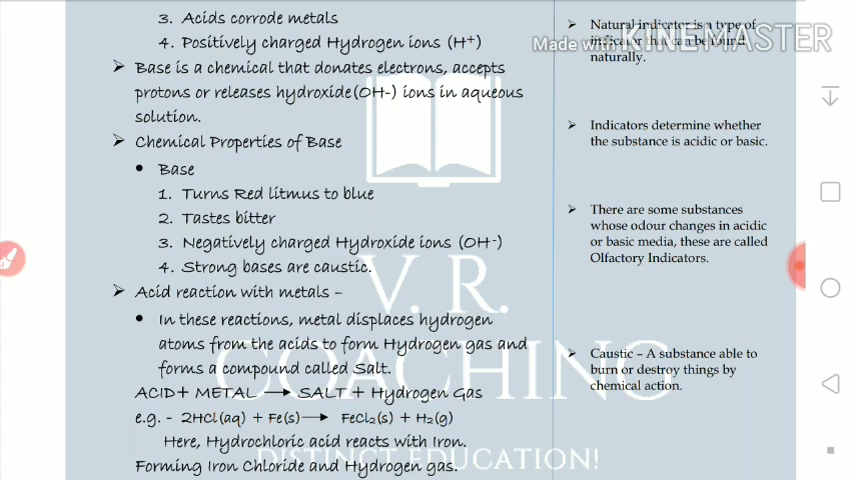 3. Acids corrode metals
4. Positively charged Hydrogen ions (H⁺)
➢ Base is a chemical that donates electrons, accepts
protons or releases hydroxide(OH-) ions in aqueous
solution.
➢ Chemical Properties of Base
• Base
1. Turns Red litmus to blue
2. Tastes bitter
3. Negatively charged Hydroxide ions (OH⁻)
4. Strong bases are caustic.
➢ Acid reaction with metals –
• In these reactions, metal displaces hydrogen
atoms from the acids to form Hydrogen gas and
forms a compound called Salt.
ACID+ METAL ⟶ SALT + Hydrogen Gas
e.g. - 2HCl(aq) + Fe(s)⟶ FeCl₂(s) + H₂(g)
Here, Hydrochloric acid reacts with Iron.
Forming Iron Chloride and Hydrogen gas.
➢ Natural indicator is a type of
indicator that can be found
naturally.
➢ Indicators determine whether
the substance is acidic or basic.
➢ There are some substances
whose odour changes in acidic
or basic media, these are called
Olfactory Indicators.
➢ Caustic – A substance able to
burn or destroy things by
chemical action.
Made with KINEMASTER
V. R.
COACHING
DISTINCT EDUCATION!